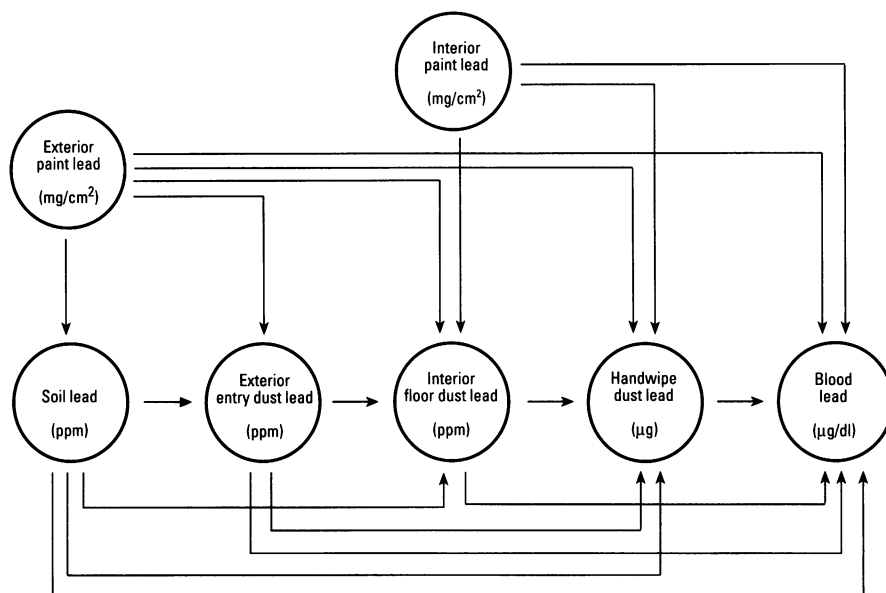 Interior
paint lead
(mg/cm²)
Exterior
paint lead
(mg/cm²)
Soil lead
(ppm)
Exterior
entry dust lead
(ppm)
Interior
floor dust lead
(ppm)
Handwipe
dust lead
(μg)
Blood
lead
(μg/dl)